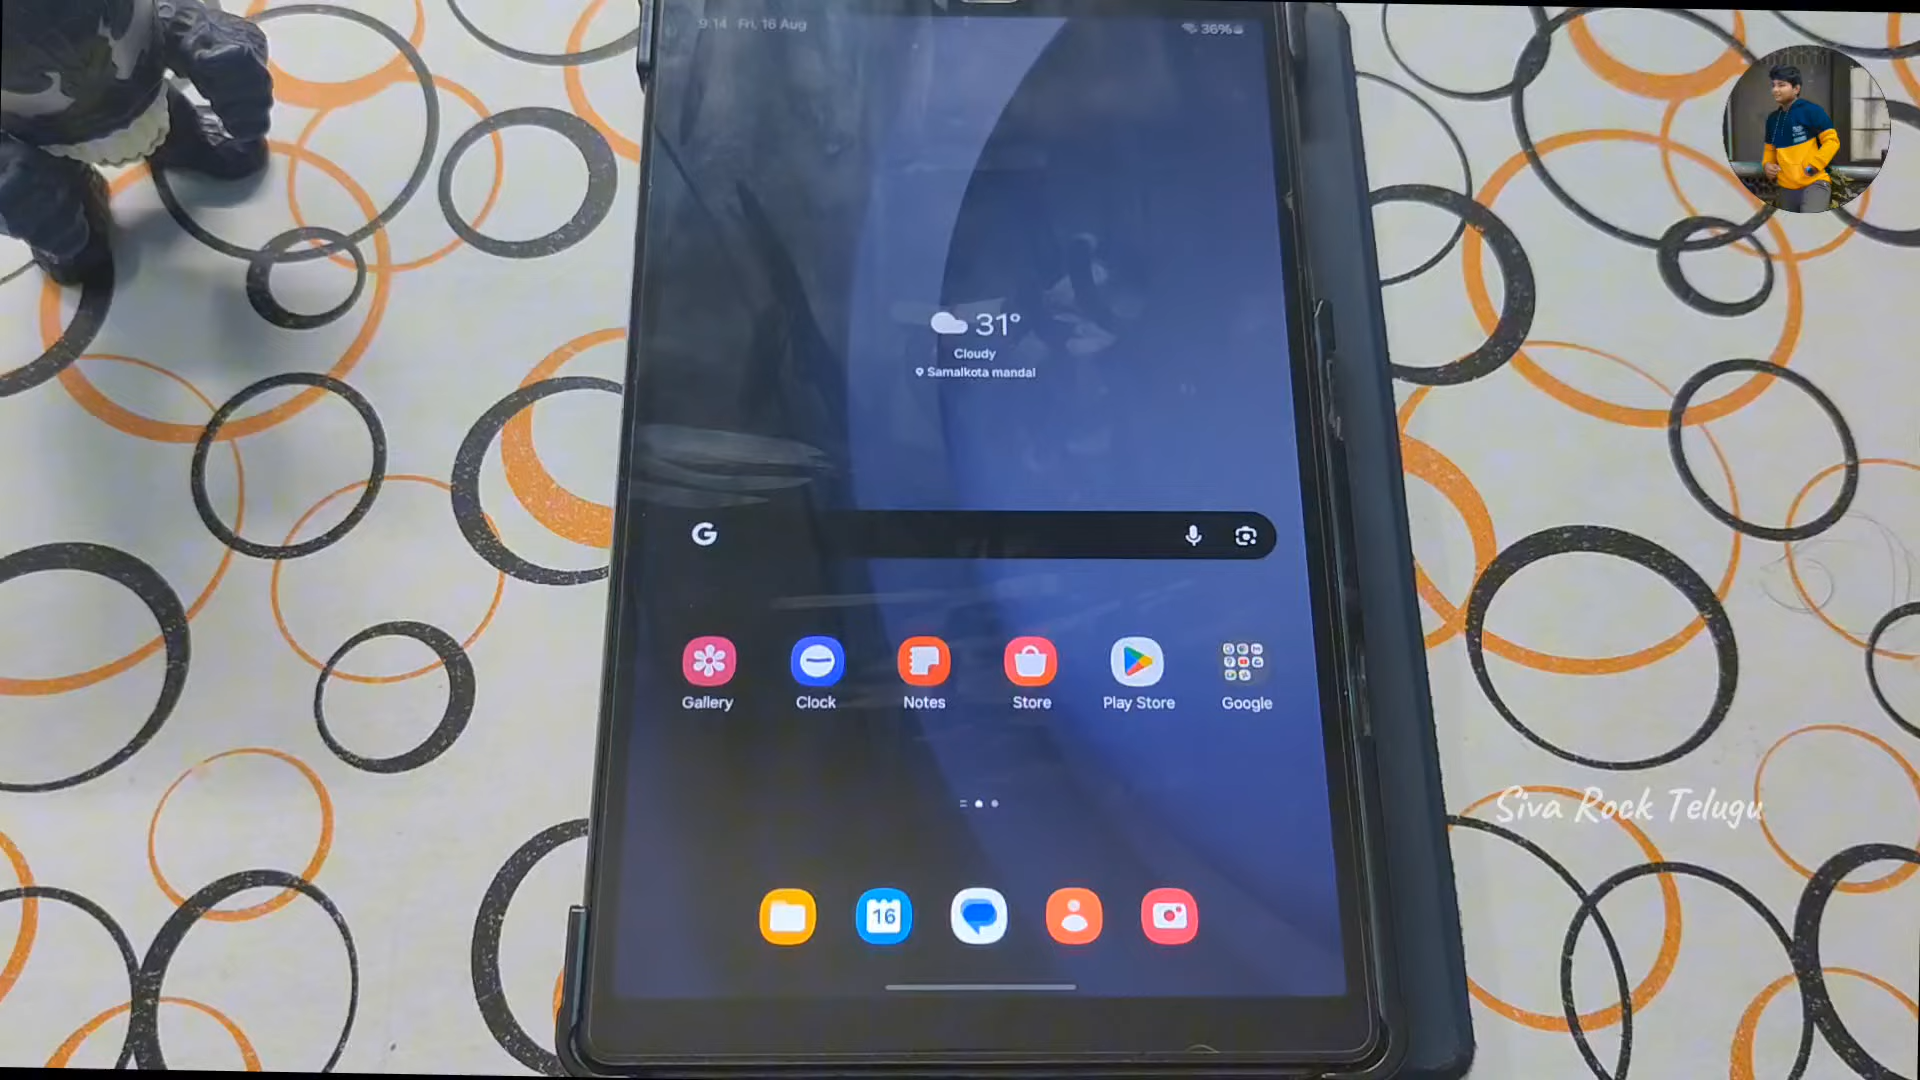 9:14 Fri, 16 Aug
36%
31°
Cloudy
Samalkota mandal
G
Gallery
Clock
Notes
Store
Play Store
Google
16
Siva Rock Telugu